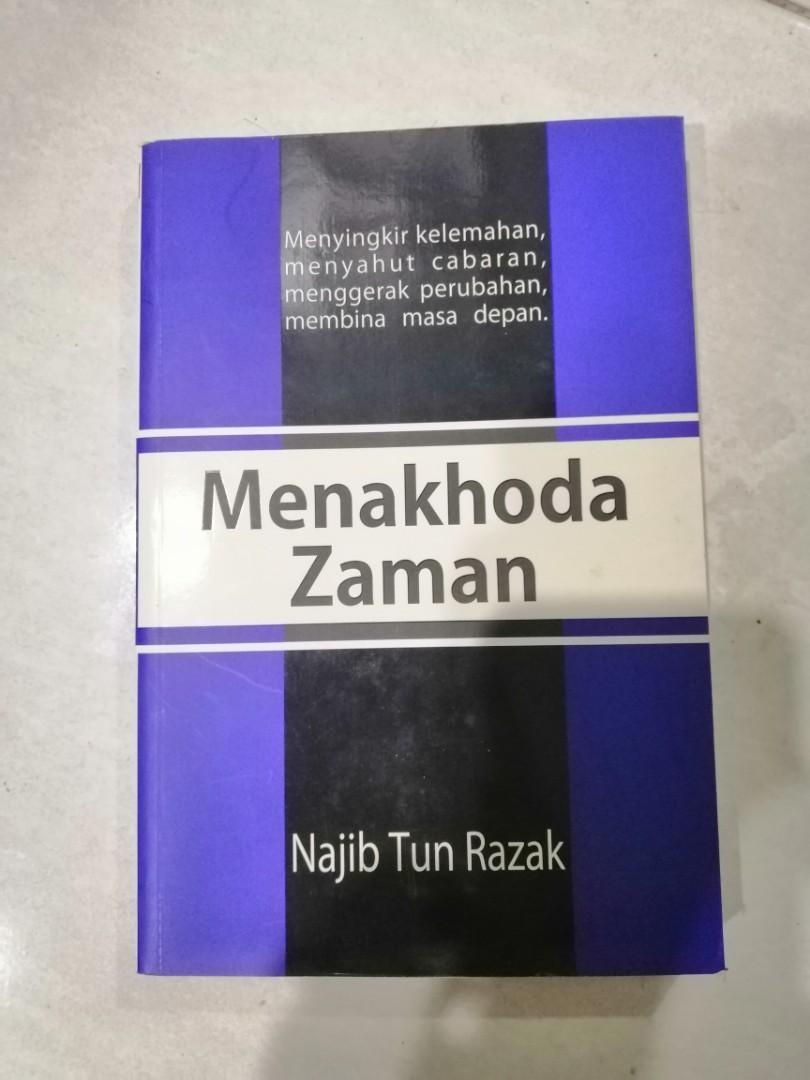 Menyingkir kelemahan,
menyahut cabaran,
menggerak perubahan,
membina masa depan.
Menakhoda
Zaman
Najib Tun Razak